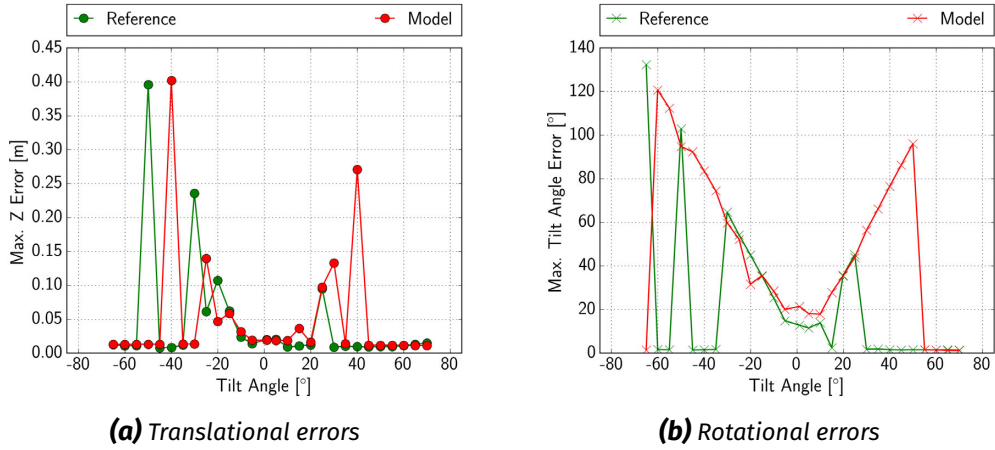 Reference Model
0.45
0.40
0.35
0.30
0.25
0.20
0.15
0.10
0.05
0.00
Max. Z Error [m]
-80 -60 -40 -20 0 20 40 60 80
Tilt Angle [°]
(a) Translational errors
Reference Model
140
120
100
80
60
40
20
0
Max. Tilt Angle Error [°]
-80 -60 -40 -20 0 20 40 60 80
Tilt Angle [°]
(b) Rotational errors